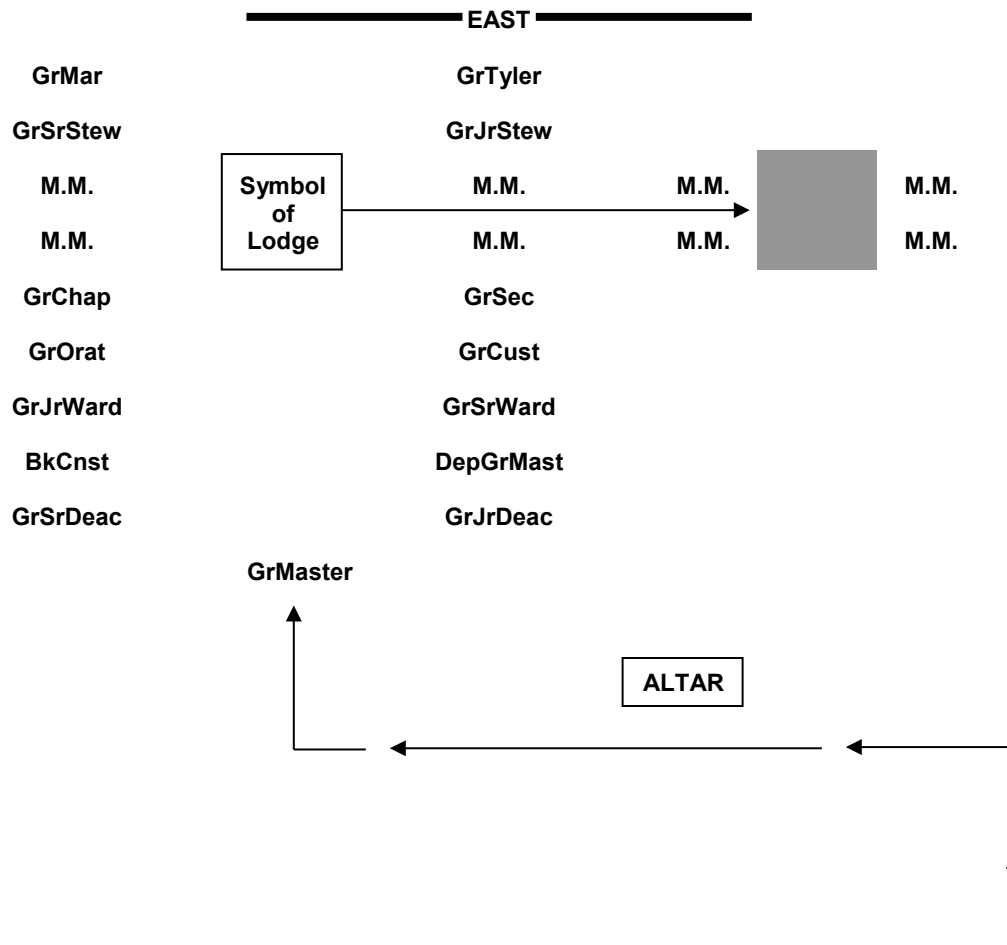 EAST
GrMar GrTyler
GrSrStew GrJrStew
M.M. Symbol M.M. M.M. M.M.
of
M.M. Lodge M.M. M.M. M.M.
GrChap GrSec
GrOrat GrCust
GrJrWard GrSrWard
BkCnst DepGrMast
GrSrDeac GrJrDeac
GrMaster
ALTAR